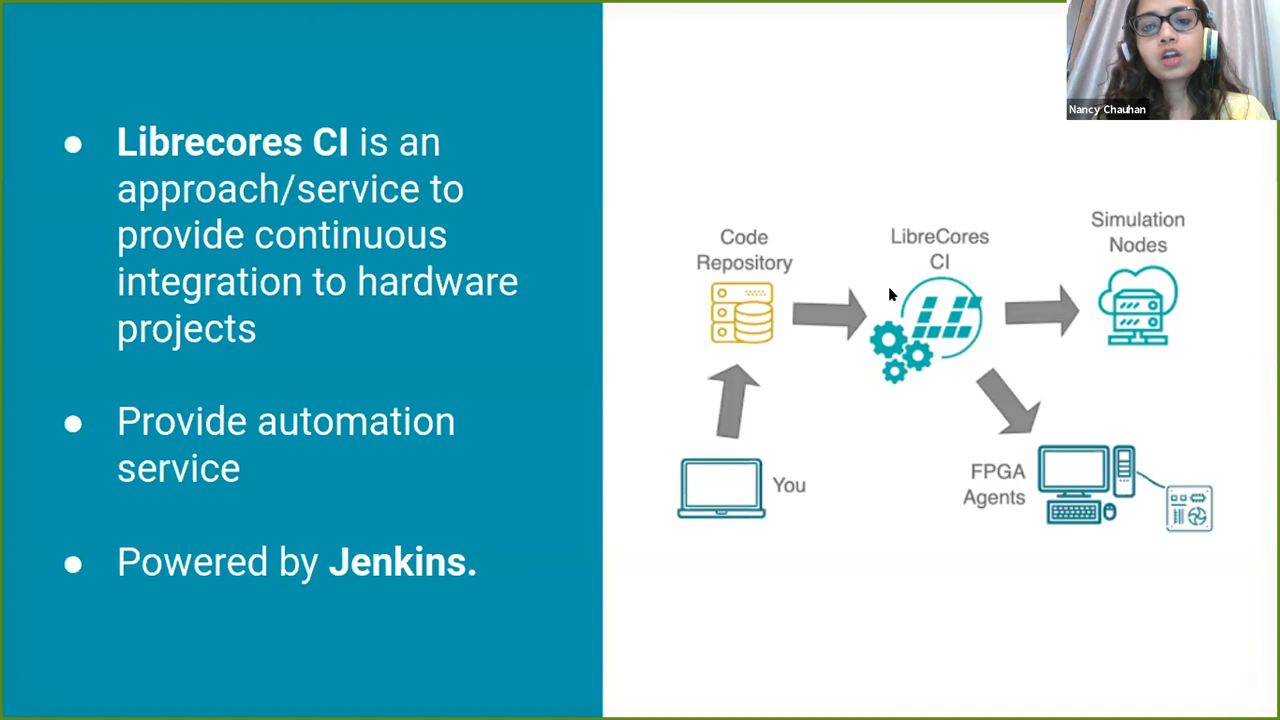 ● Librecores CI is an
approach/service to
provide continuous
integration to hardware
projects
● Provide automation
service
● Powered by Jenkins.
Code
Repository
LibreCores
CI
LC
Simulation
Nodes
You
FPGA
Agents
Nancy Chauhan